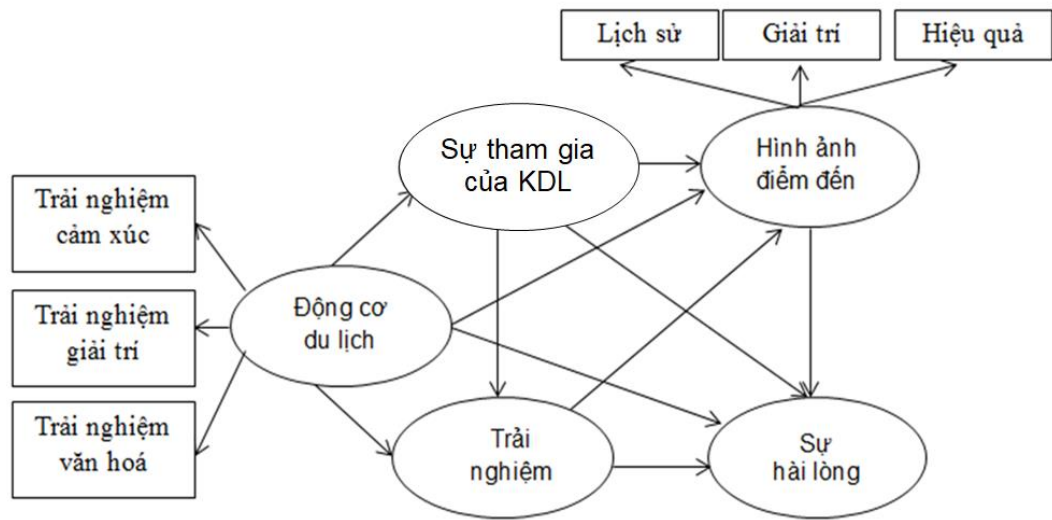 Lịch sử
Giải trí
Hiệu quả
Sự tham gia
của KDL
Hình ảnh
điểm đến
Trải nghiệm
cảm xúc
Trải nghiệm
giải trí
Trải nghiệm
văn hoá
Động cơ
du lịch
Trải
nghiệm
Sự
hài lòng